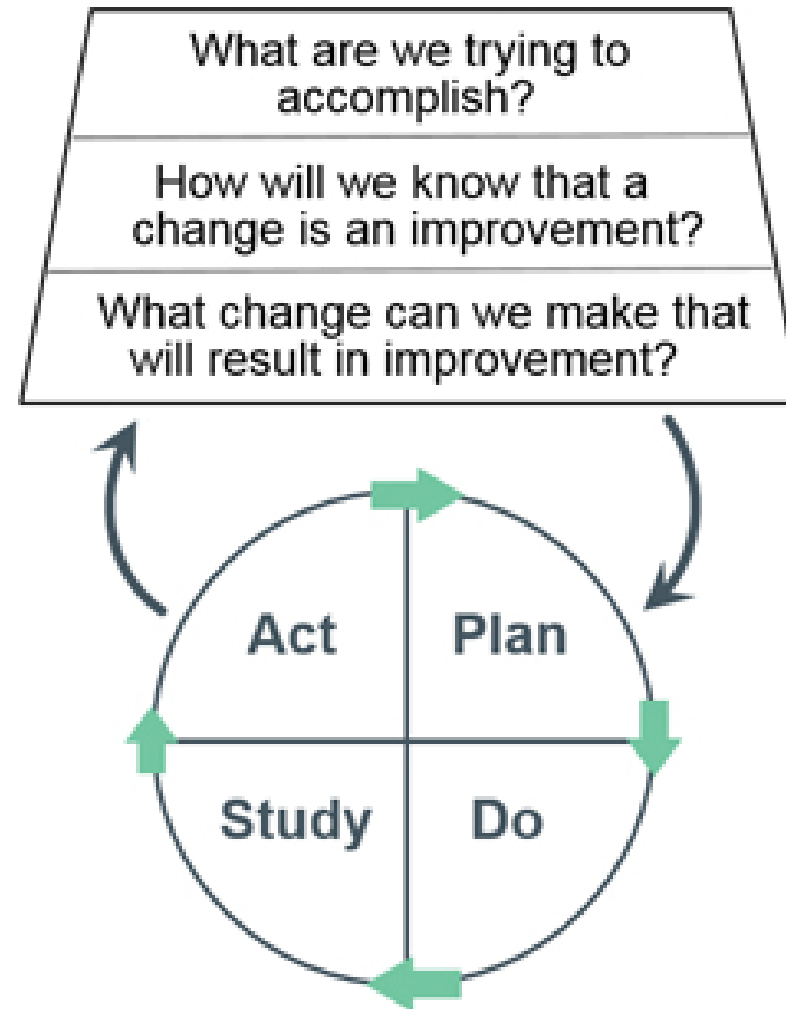 What are we trying to
accomplish?
How will we know that a
change is an improvement?
What change can we make that
will result in improvement?
Act
Plan
Study
Do